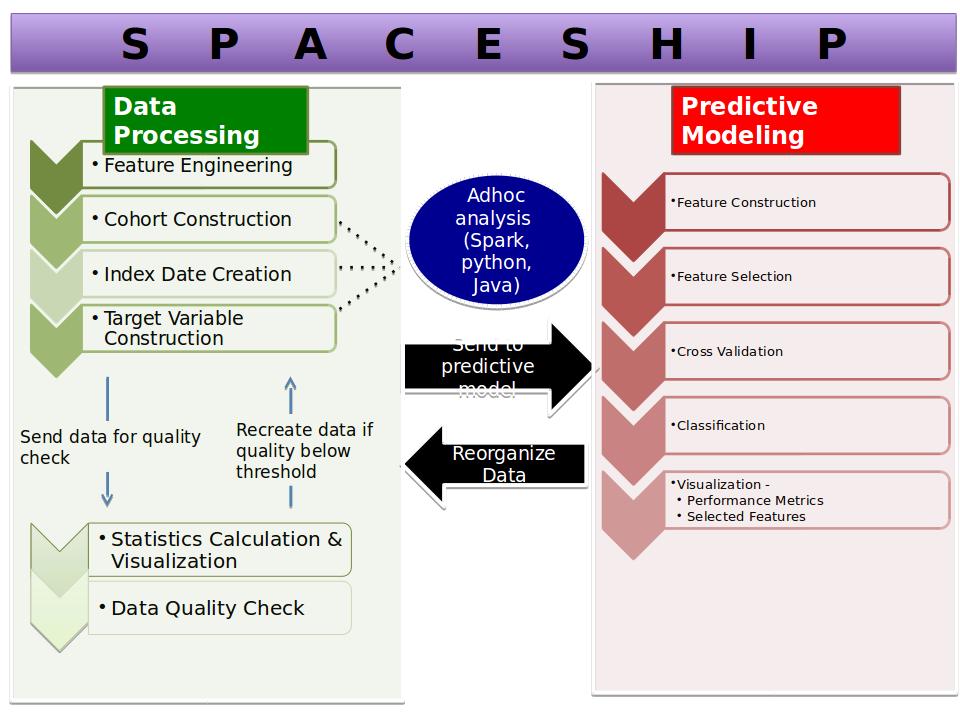 S P A C E S H I P
Data
Processing
• Feature Engineering
• Cohort Construction
• Index Date Creation
• Target Variable
Construction
Send data for quality
check
Recreate data if
quality below
threshold
• Statistics Calculation &
Visualization
• Data Quality Check
Adhoc
analysis
(Spark,
python,
Java)
Send to
predictive
model
Reorganize
Data
Predictive
Modeling
•Feature Construction
•Feature Selection
•Cross Validation
•Classification
•Visualization -
• Performance Metrics
• Selected Features